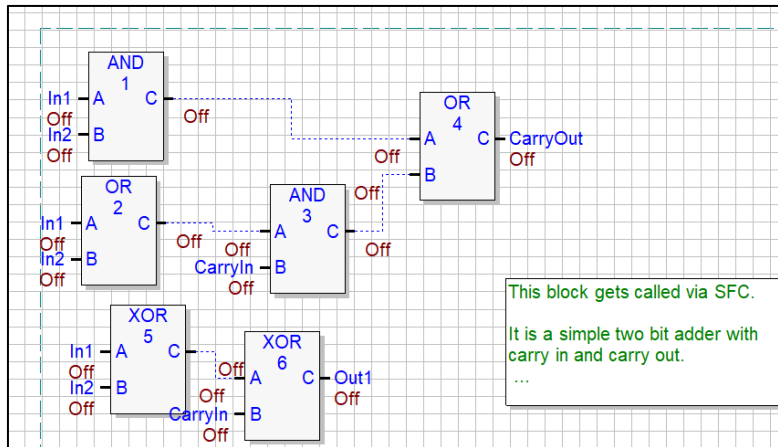 AND
1
In1 A C
Off Off
In2 B
Off
OR
4
A C CarryOut
Off Off
B
Off
OR
2
In1 A C
Off Off
In2 B
Off
AND
3
A C
Off Off
CarryIn B
Off
XOR
5
In1 A C
Off Off
In2 B
Off
XOR
6
A C Out1
Off Off
CarryIn B
Off
This block gets called via SFC.
It is a simple two bit adder with
carry in and carry out.
...